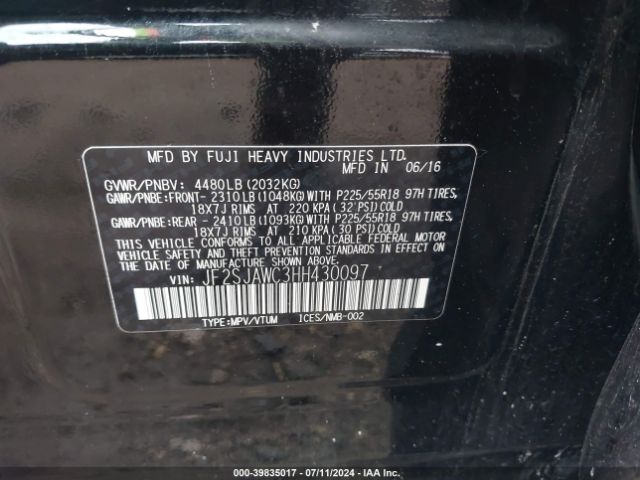 MFD BY FUJI HEAVY INDUSTRIES LTD.
MFD IN 06/16
GVWR/PNBV: 4480LB (2032KG)
GAWR/PNBE: FRONT- 2310LB (1048KG) WITH P225/55R18 97H TIRES,
18X7J RIMS AT 220 KPA (32 PSI) COLD
GAWR/PNBE: REAR - 2410LB (1093KG) WITH P225/55R18 97H TIRES,
18X7J RIMS AT 210 KPA (30 PSI) COLD
THIS VEHICLE CONFORMS TO ALL APPLICABLE FEDERAL MOTOR
VEHICLE SAFETY AND THEFT PREVENTION STANDARDS IN EFFECT
ON THE DATE OF MANUFACTURE SHOWN ABOVE.
VIN: JF2SJAWC3HH430097
TYPE:MPV/VTUM ICES/NMB-002
000-39835017 - 07/11/2024 - IAA Inc.